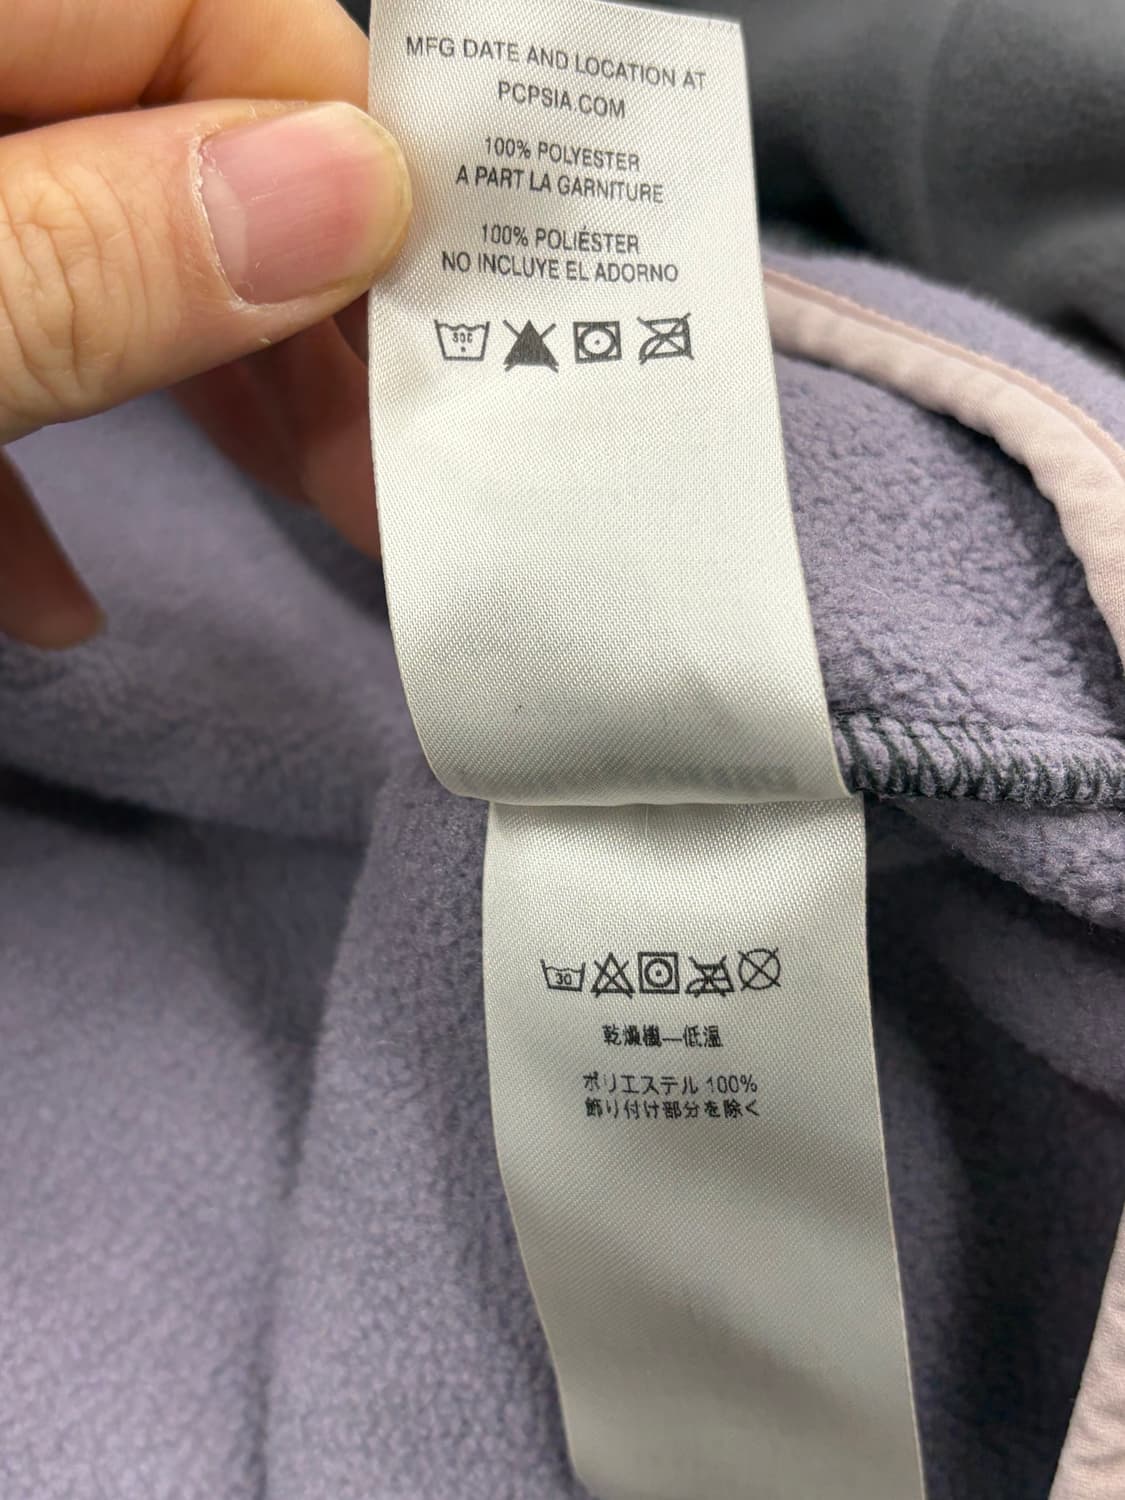 MFG DATE AND LOCATION AT
PCPSIA.COM
100% POLYESTER
A PART LA GARNITURE
100% POLIÉSTER
NO INCLUYE EL ADORNO
30C
30
乾燥機—低温
ポリエステル 100%
飾り付け部分を除く